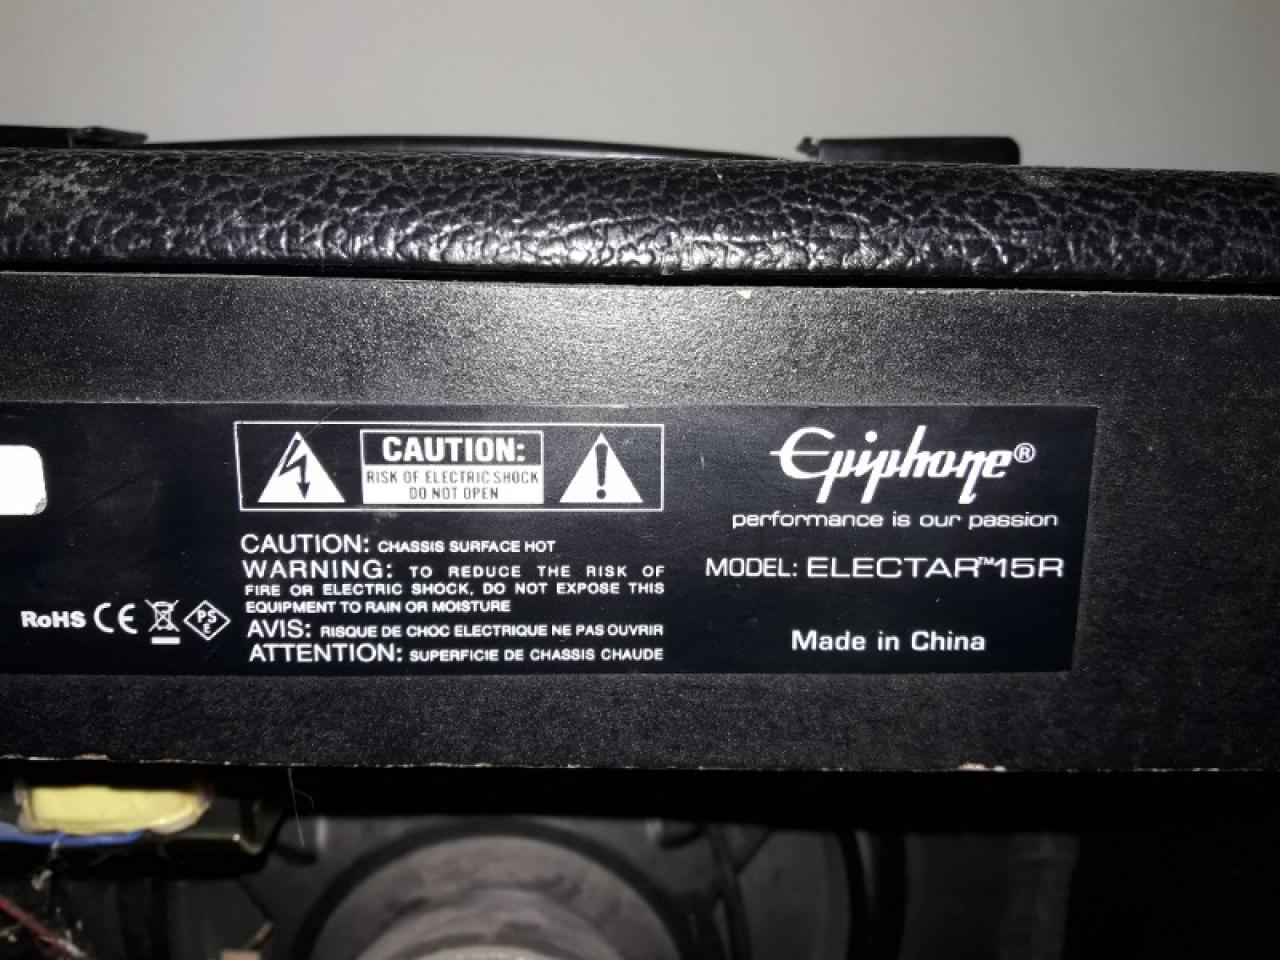 CAUTION:
RISK OF ELECTRIC SHOCK
DO NOT OPEN
CAUTION: CHASSIS SURFACE HOT
WARNING: TO REDUCE THE RISK OF
FIRE OR ELECTRIC SHOCK, DO NOT EXPOSE THIS
EQUIPMENT TO RAIN OR MOISTURE
AVIS: RISQUE DE CHOC ELECTRIQUE NE PAS OUVRIR
ATTENTION: SUPERFICIE DE CHASSIS CHAUDE
RoHS CE PSE
Epiphone®
performance is our passion
MODEL: ELECTAR™15R
Made in China